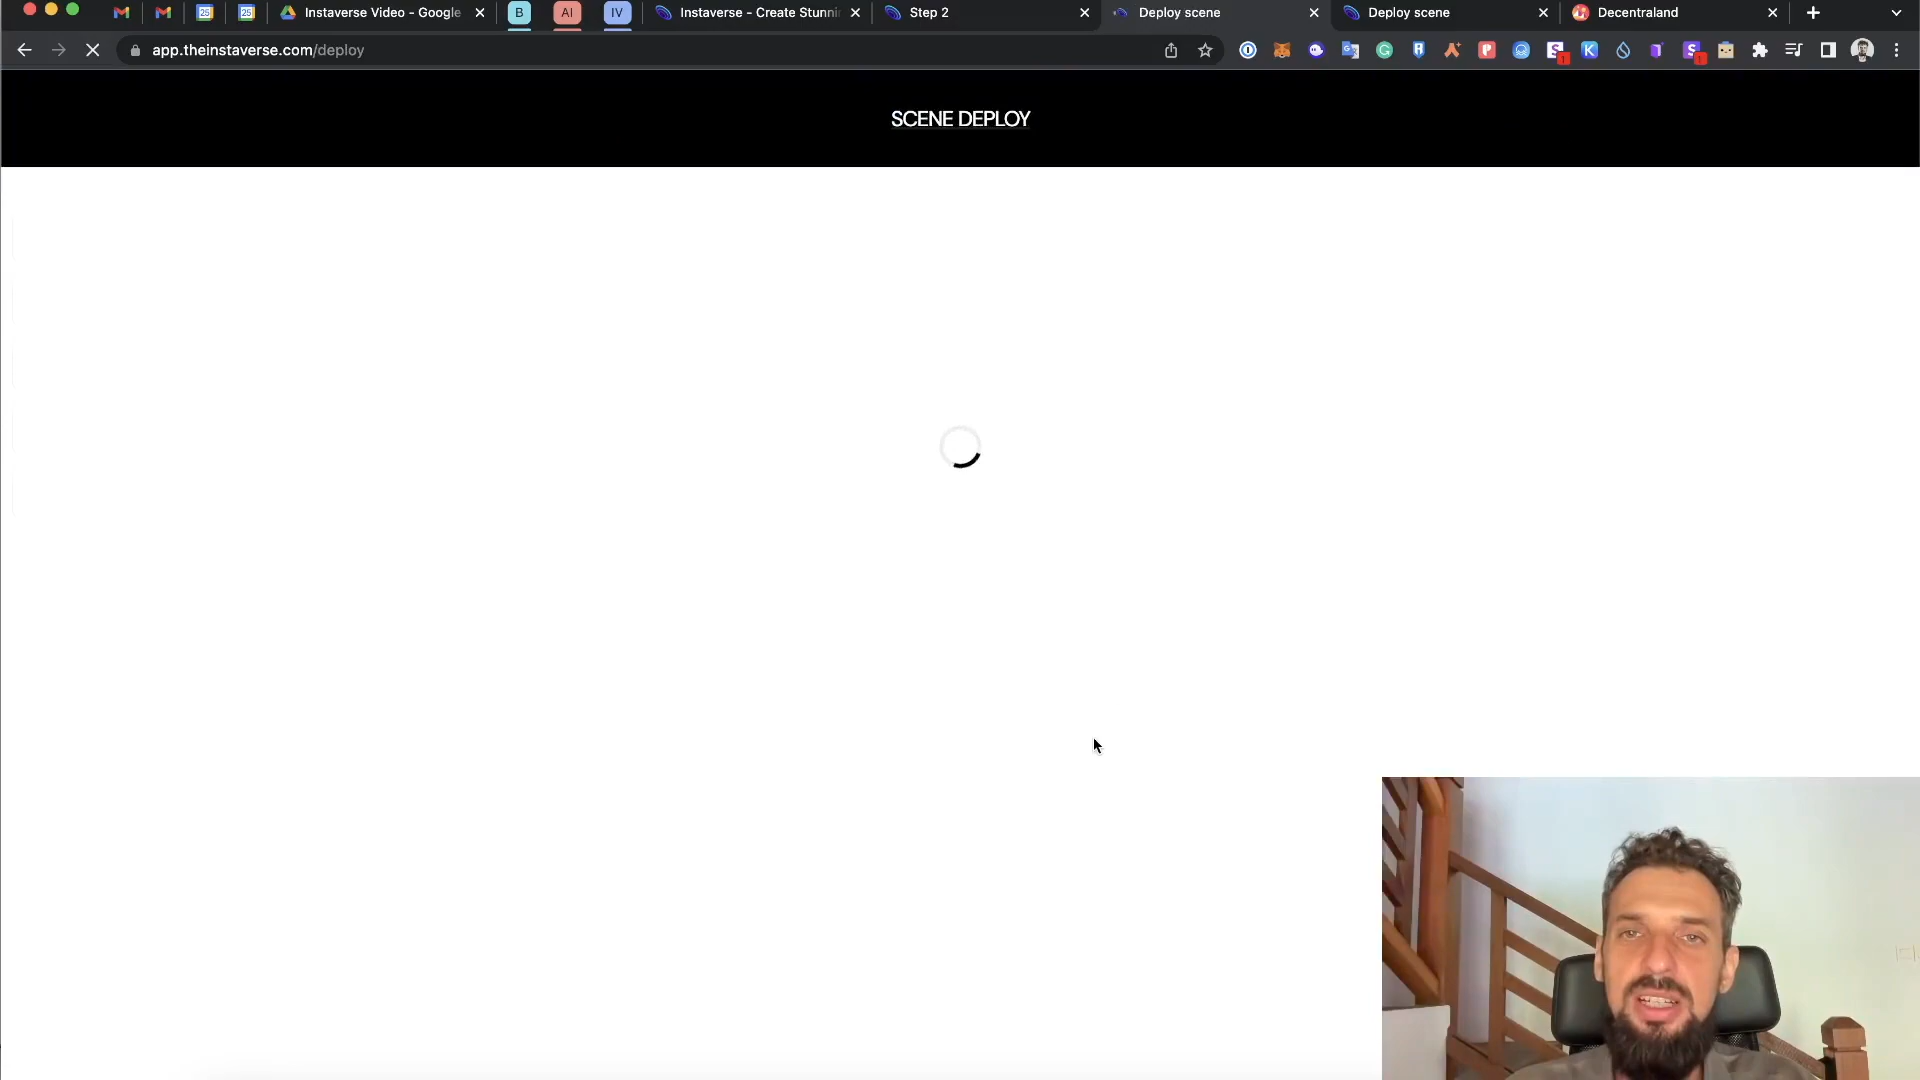 Instaverse Video - Google
B
AI
IV
Instaverse - Create Stunni
Step 2
Deploy scene
Deploy scene
Decentraland
app.theinstaverse.com/deploy
SCENE DEPLOY